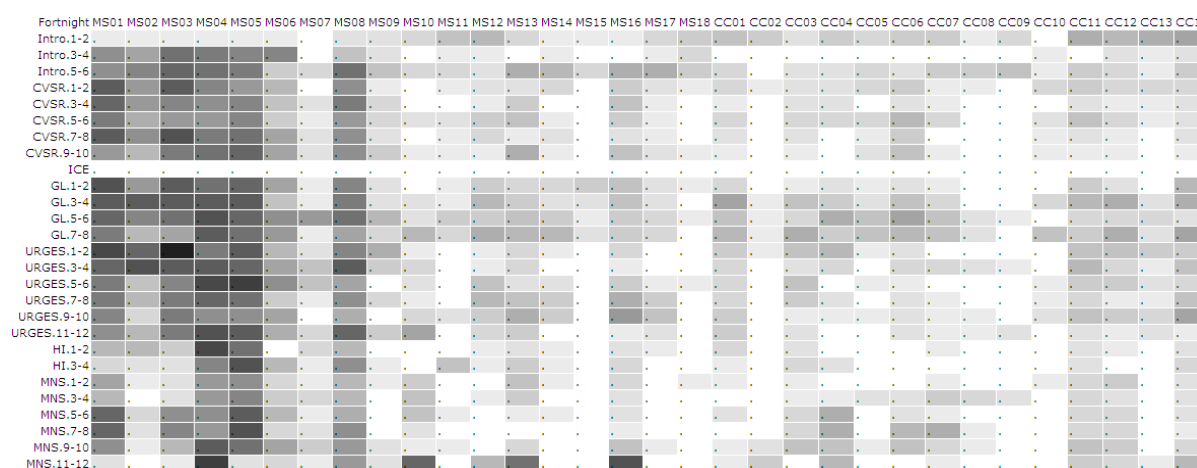 Fortnight MS01 MS02 MS03 MS04 MS05 MS06 MS07 MS08 MS09 MS10 MS11 MS12 MS13 MS14 MS15 MS16 MS17 MS18 CC01 CC02 CC03 CC04 CC05 CC06 CC07 CC08 CC09 CC10 CC11 CC12 CC13
Intro.1-2
Intro.3-4
Intro.5-6
CVSR.1-2
CVSR.3-4
CVSR.5-6
CVSR.7-8
CVSR.9-10
ICE
GL.1-2
GL.3-4
GL.5-6
GL.7-8
URGES.1-2
URGES.3-4
URGES.5-6
URGES.7-8
URGES.9-10
URGES.11-12
HI.1-2
HI.3-4
MNS.1-2
MNS.3-4
MNS.5-6
MNS.7-8
MNS.9-10
MNS.11-12